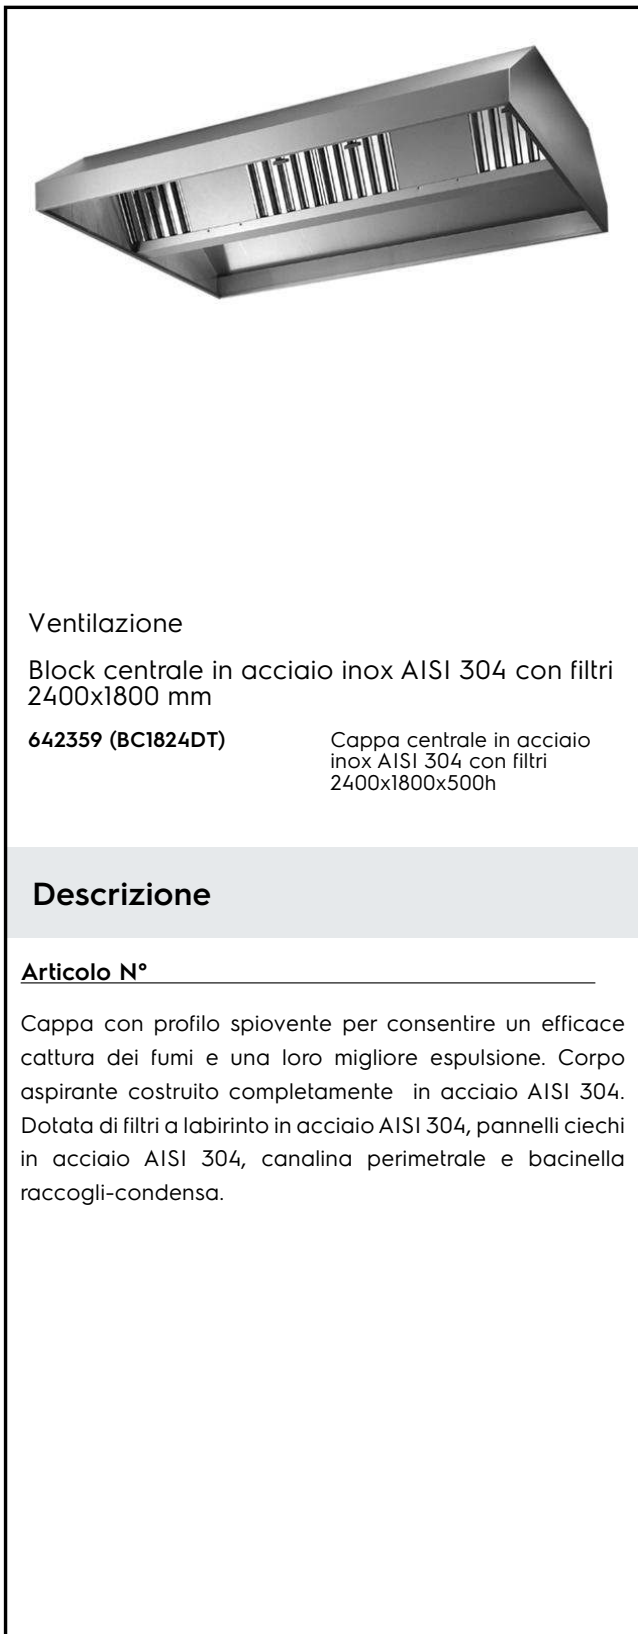 Ventilazione
Block centrale in acciaio inox AISI 304 con filtri
2400x1800 mm
642359 (BC1824DT)
Cappa centrale in acciaio
inox AISI 304 con filtri
2400x1800x500h
Descrizione
Articolo N°
Cappa con profilo spiovente per consentire un efficace
cattura dei fumi e una loro migliore espulsione. Corpo
aspirante costruito completamente in acciaio AISI 304.
Dotata di filtri a labirinto in acciaio AISI 304, pannelli ciechi
in acciaio AISI 304, canalina perimetrale e bacinella
raccogli-condensa.